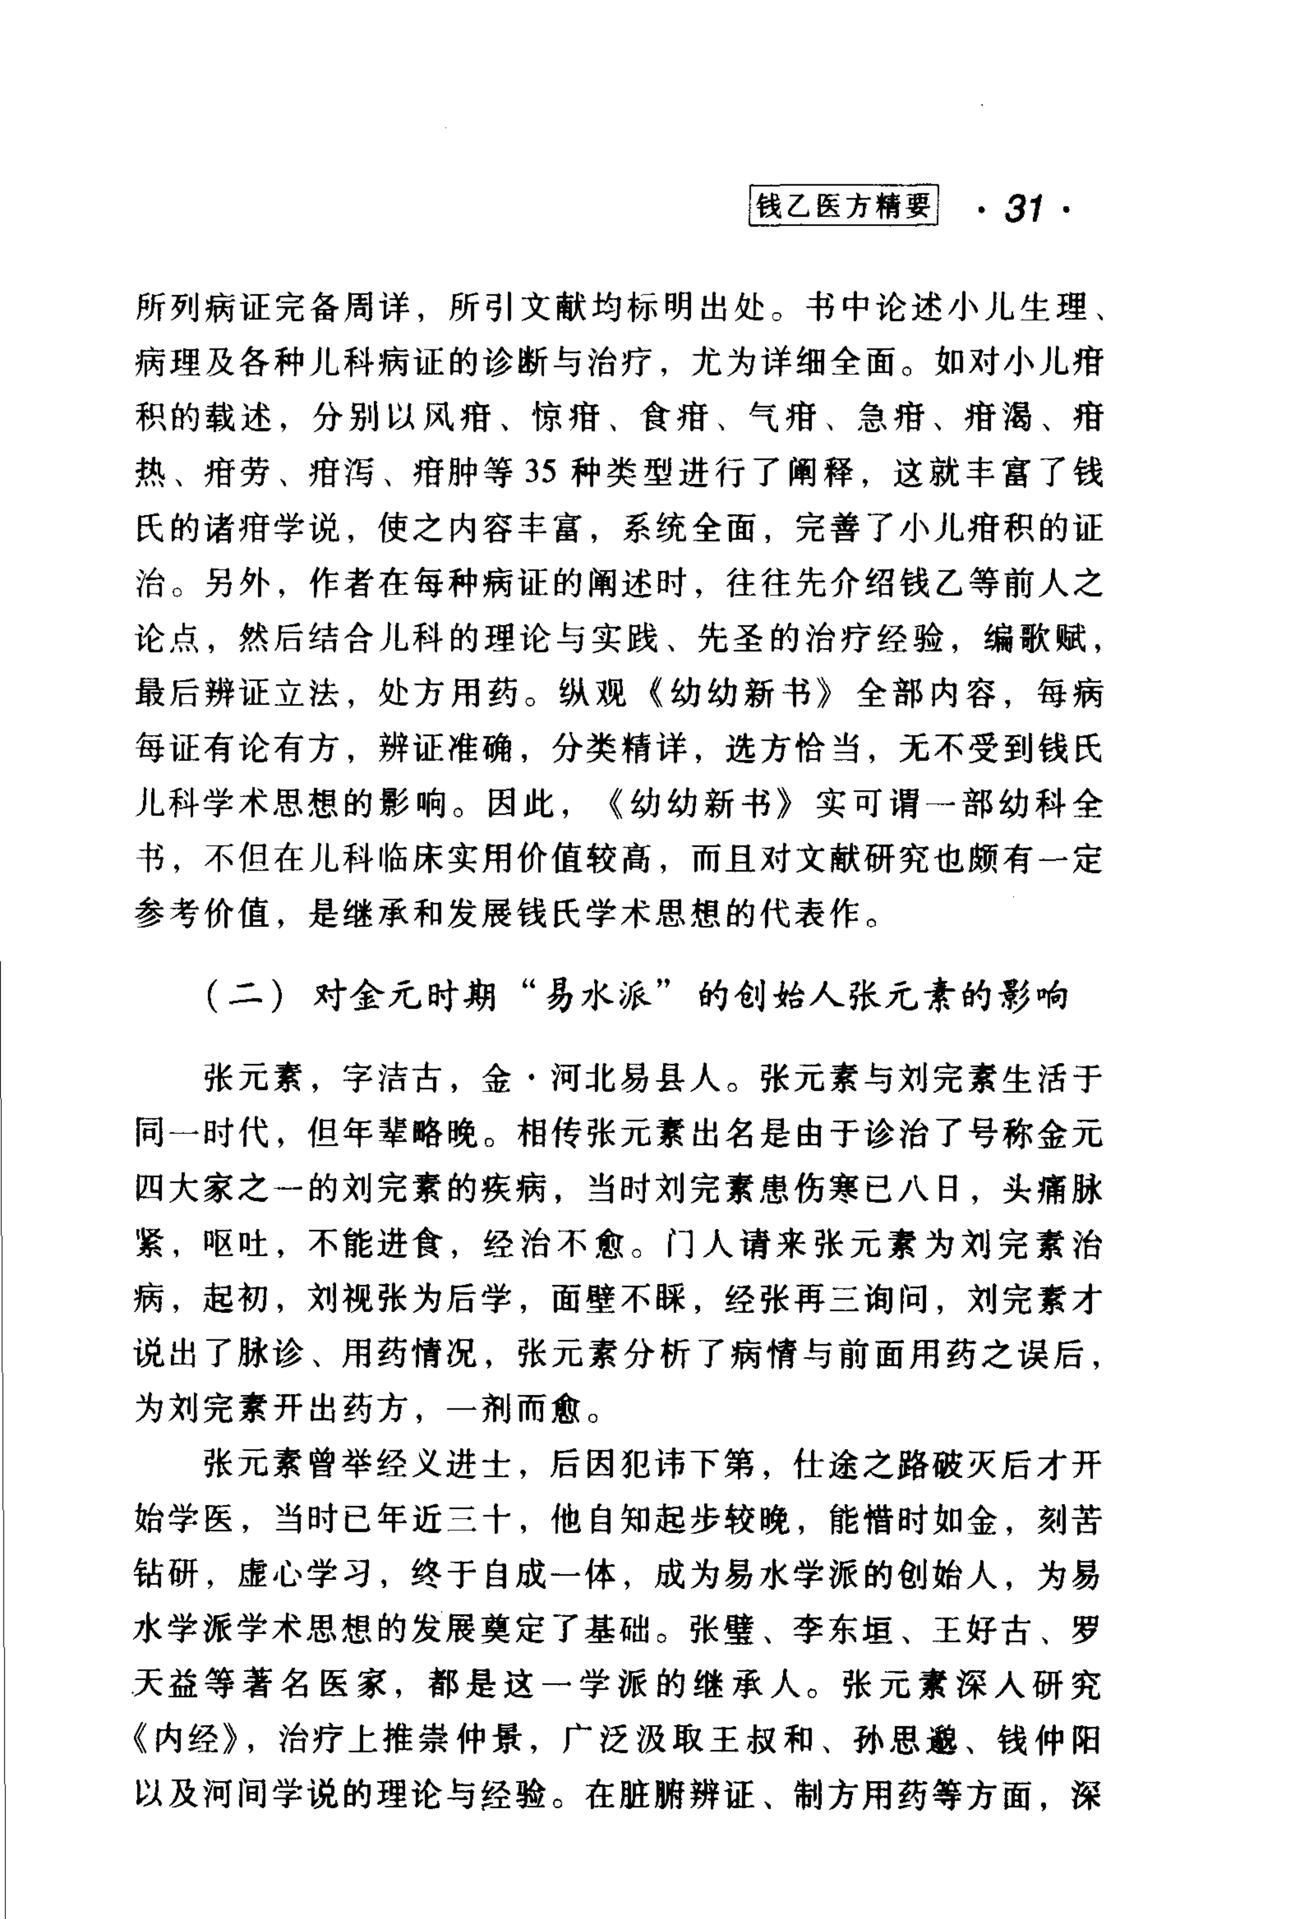 钱乙医方精要 · 31 ·
所列病证完备周详，所引文献均标明出处。书中论述小儿生理、
病理及各种儿科病证的诊断与治疗，尤为详细全面。如对小儿疳
积的载述，分别以风疳、惊疳、食疳、气疳、急疳、疳渴、疳
热、疳劳、疳泻、疳肿等 35 种类型进行了阐释，这就丰富了钱
氏的诸疳学说，使之内容丰富，系统全面，完善了小儿疳积的证
治。另外，作者在每种病证的阐述时，往往先介绍钱乙等前人之
论点，然后结合儿科的理论与实践、先圣的治疗经验，编歌赋，
最后辨证立法，处方用药。纵观《幼幼新书》全部内容，每病
每证有论有方，辨证准确，分类精详，选方恰当，无不受到钱氏
儿科学术思想的影响。因此，《幼幼新书》实可谓一部幼科全
书，不但在儿科临床实用价值较高，而且对文献研究也颇有一定
参考价值，是继承和发展钱氏学术思想的代表作。
（二）对金元时期“易水派”的创始人张元素的影响
张元素，字洁古，金·河北易县人。张元素与刘完素生活于
同一时代，但年辈略晚。相传张元素出名是由于诊治了号称金元
四大家之一的刘完素的疾病，当时刘完素患伤寒已八日，头痛脉
紧，呕吐，不能进食，经治不愈。门人请来张元素为刘完素治
病，起初，刘视张为后学，面壁不睬，经张再三询问，刘完素才
说出了脉诊、用药情况，张元素分析了病情与前面用药之误后，
为刘完素开出药方，一剂而愈。
张元素曾举经义进士，后因犯讳下第，仕途之路破灭后才开
始学医，当时已年近三十，他自知起步较晚，能惜时如金，刻苦
钻研，虚心学习，终于自成一体，成为易水学派的创始人，为易
水学派学术思想的发展奠定了基础。张璧、李东垣、王好古、罗
天益等著名医家，都是这一学派的继承人。张元素深入研究
《内经》，治疗上推崇仲景，广泛汲取王叔和、孙思邈、钱仲阳
以及河间学说的理论与经验。在脏腑辨证、制方用药等方面，深